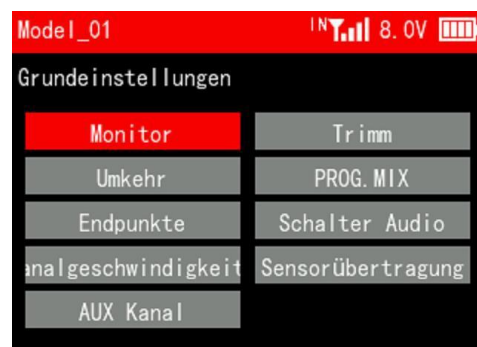 Model_01 IN 8.0V
Grundeinstellungen
Monitor Trimm
Umkehr PROG.MIX
Endpunkte Schalter Audio
analgeschwindigkeit Sensorübertragung
AUX Kanal